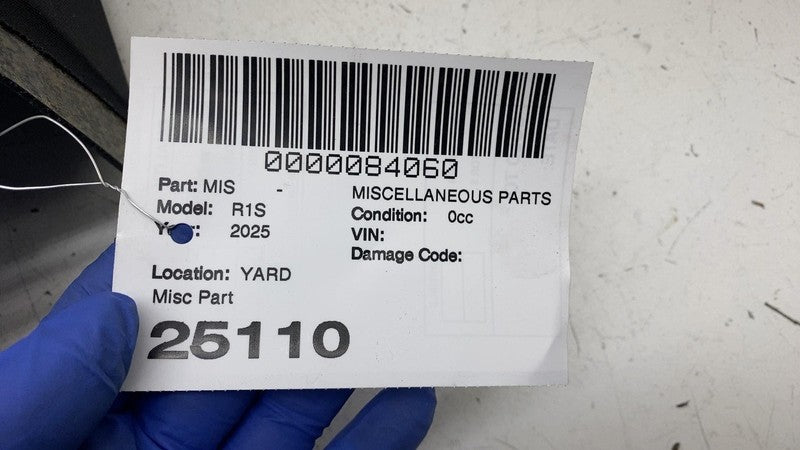 0000084060
Part: MIS - MISCELLANEOUS PARTS
Model: R1S Condition: 0cc
2025 VIN:
Damage Code:
Location: YARD
Misc Part
25110